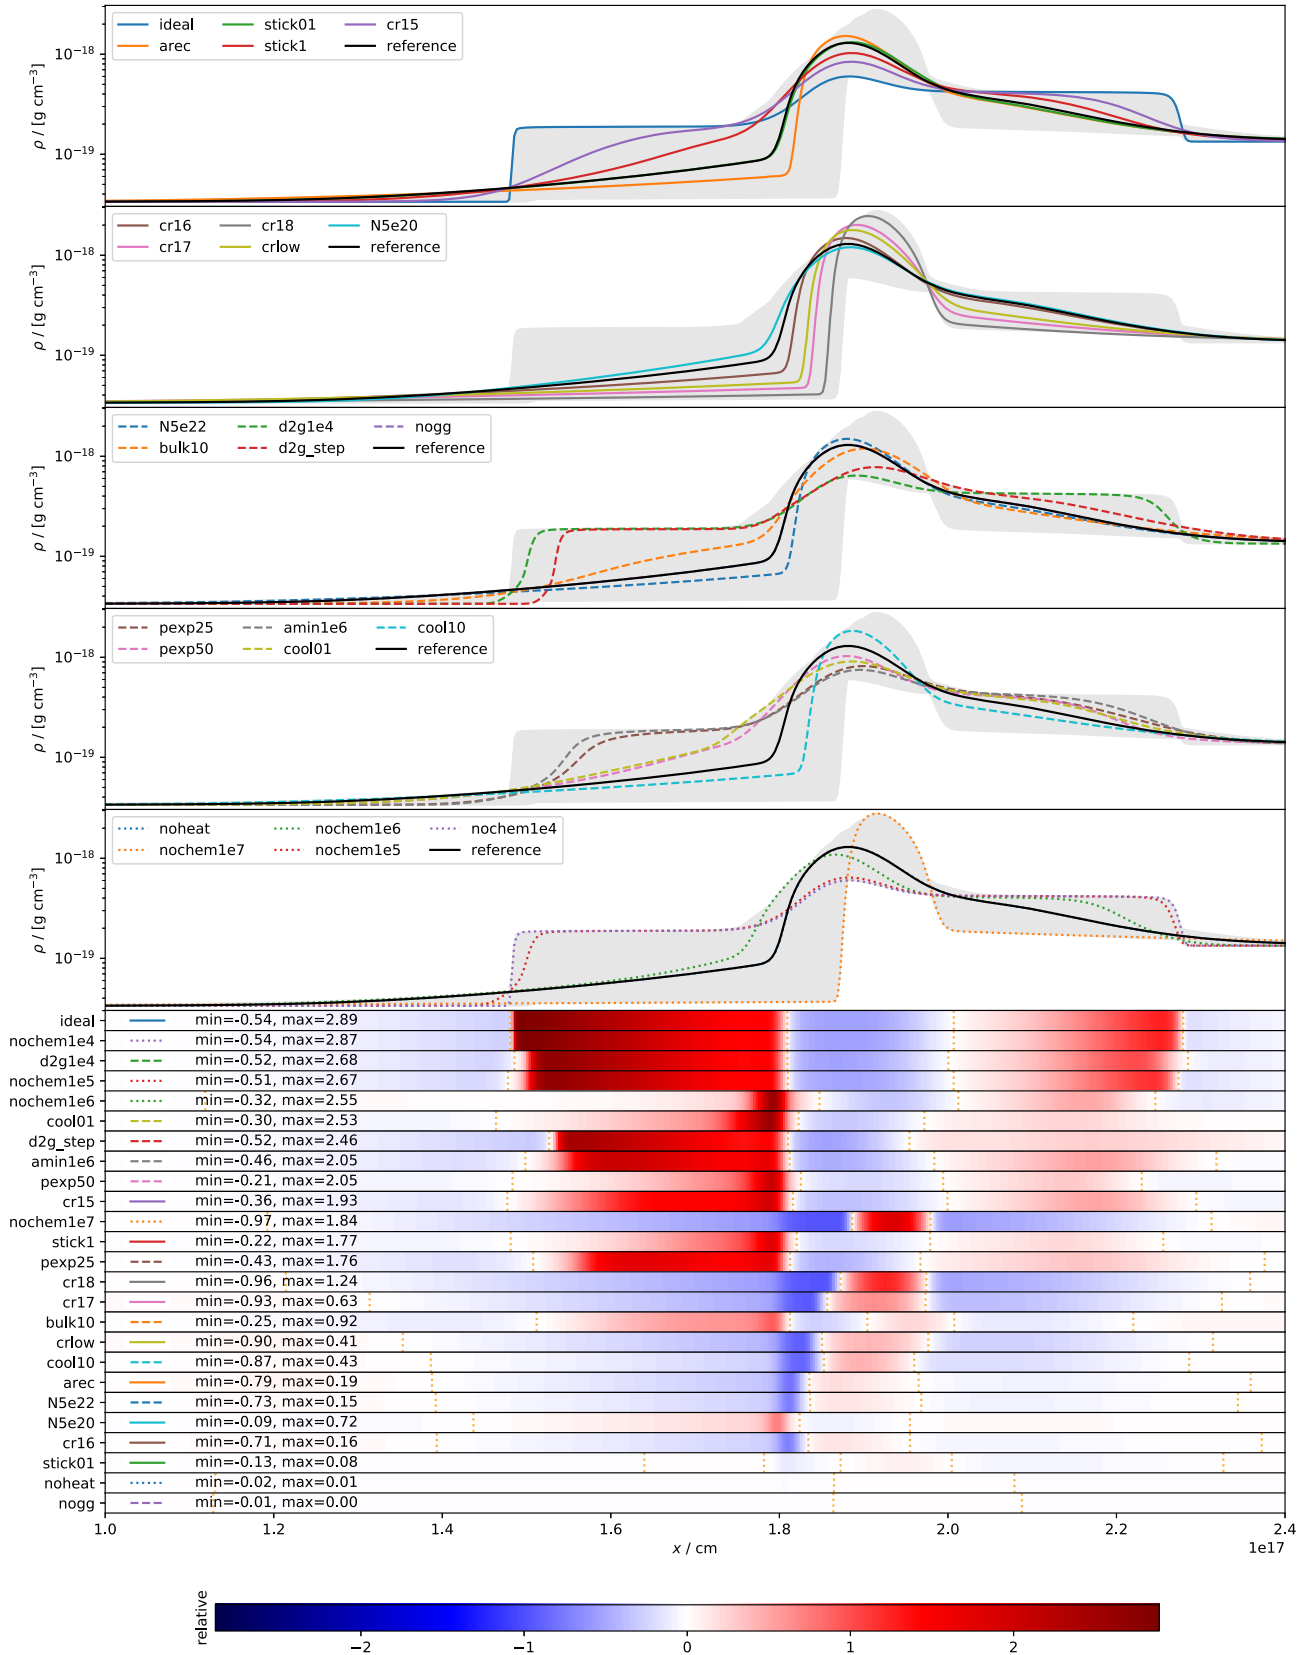 ideal stick01 cr15
arec stick1 reference
10⁻¹⁸
10⁻¹⁹
ρ / [g cm⁻³]
cr16 cr18 N5e20
cr17 crlow reference
10⁻¹⁸
10⁻¹⁹
ρ / [g cm⁻³]
N5e22 d2g1e4 nogg
bulk10 d2g_step reference
10⁻¹⁸
10⁻¹⁹
ρ / [g cm⁻³]
pexp25 amin1e6 cool10
pexp50 cool01 reference
10⁻¹⁸
10⁻¹⁹
ρ / [g cm⁻³]
noheat nochem1e6 nochem1e4
nochem1e7 nochem1e5 reference
10⁻¹⁸
10⁻¹⁹
ρ / [g cm⁻³]
ideal min=-0.54, max=2.89
nochem1e4 min=-0.54, max=2.87
d2g1e4 min=-0.52, max=2.68
nochem1e5 min=-0.51, max=2.67
nochem1e6 min=-0.32, max=2.55
cool01 min=-0.30, max=2.53
d2g_step min=-0.52, max=2.46
amin1e6 min=-0.46, max=2.05
pexp50 min=-0.21, max=2.05
cr15 min=-0.36, max=1.93
nochem1e7 min=-0.97, max=1.84
stick1 min=-0.22, max=1.77
pexp25 min=-0.43, max=1.76
cr18 min=-0.96, max=1.24
cr17 min=-0.93, max=0.63
bulk10 min=-0.25, max=0.92
crlow min=-0.90, max=0.41
cool10 min=-0.87, max=0.43
arec min=-0.79, max=0.19
N5e22 min=-0.73, max=0.15
N5e20 min=-0.09, max=0.72
cr16 min=-0.71, max=0.16
stick01 min=-0.13, max=0.08
noheat min=-0.02, max=0.01
nogg min=-0.01, max=0.00
1.0 1.2 1.4 1.6 1.8 2.0 2.2 2.4
x / cm 1e17
relative
−2 −1 0 1 2